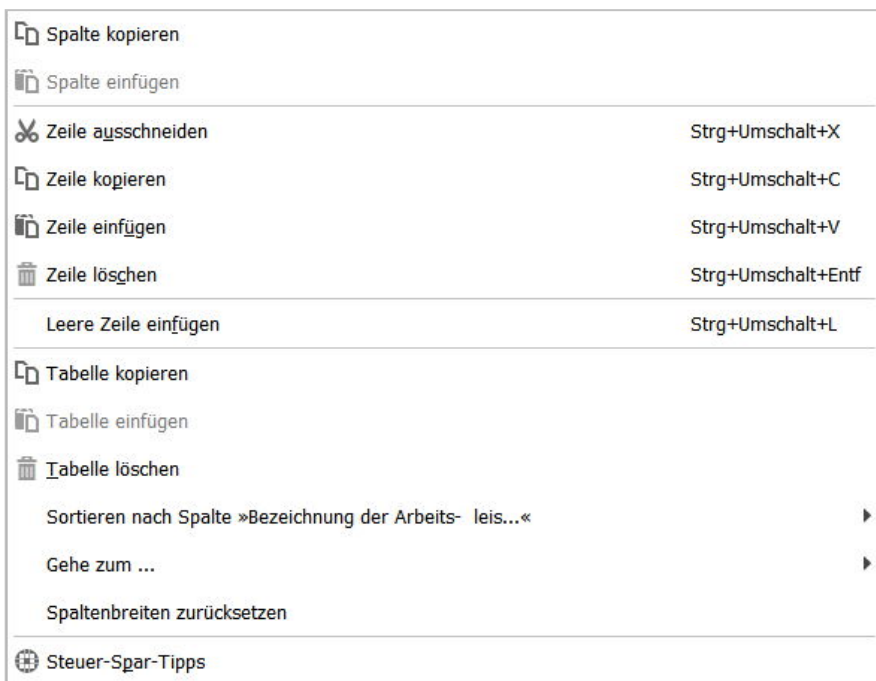 Spalte kopieren
Spalte einfügen
Zeile ausschneiden Strg+Umschalt+X
Zeile kopieren Strg+Umschalt+C
Zeile einfügen Strg+Umschalt+V
Zeile löschen Strg+Umschalt+Entf
Leere Zeile einfügen Strg+Umschalt+L
Tabelle kopieren
Tabelle einfügen
Tabelle löschen
Sortieren nach Spalte »Bezeichnung der Arbeits- leis...«
Gehe zum ...
Spaltenbreiten zurücksetzen
Steuer-Spar-Tipps